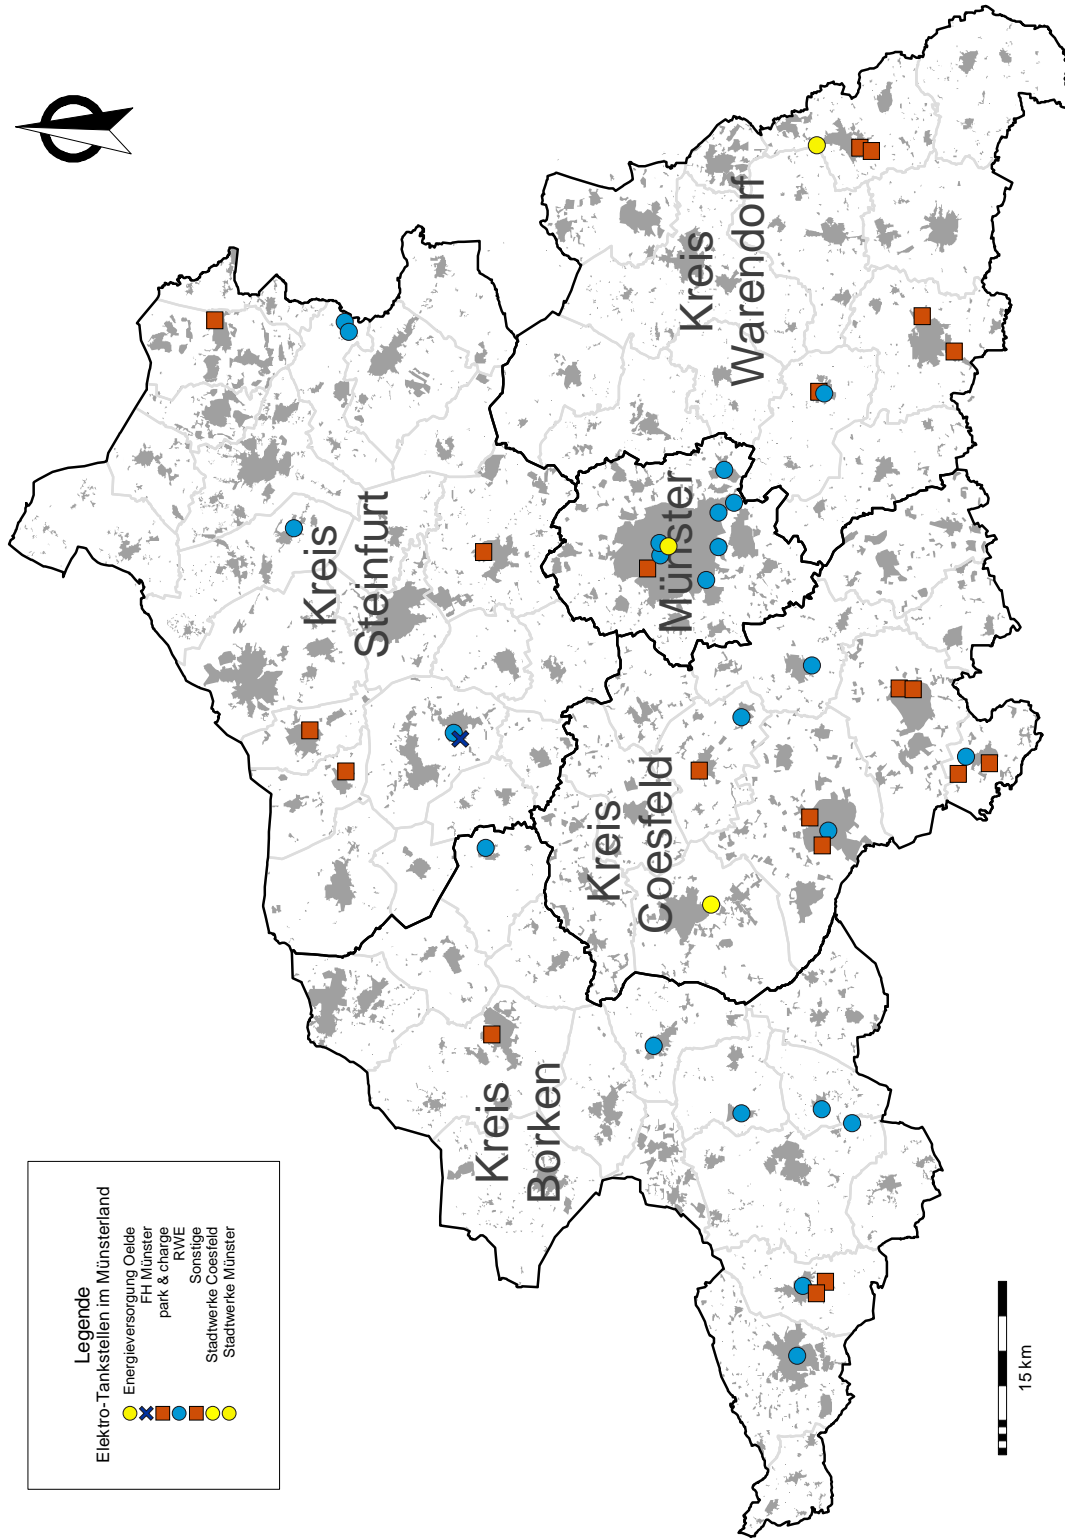 Kreis
Steinfurt
Kreis
Warendorf
Münster
Kreis
Coesfeld
Kreis
Borken
Legende
Elektro-Tankstellen im Münsterland
Energieversorgung Oelde
FH Münster
park & charge
RWE
Sonstige
Stadtwerke Coesfeld
Stadtwerke Münster
15 km